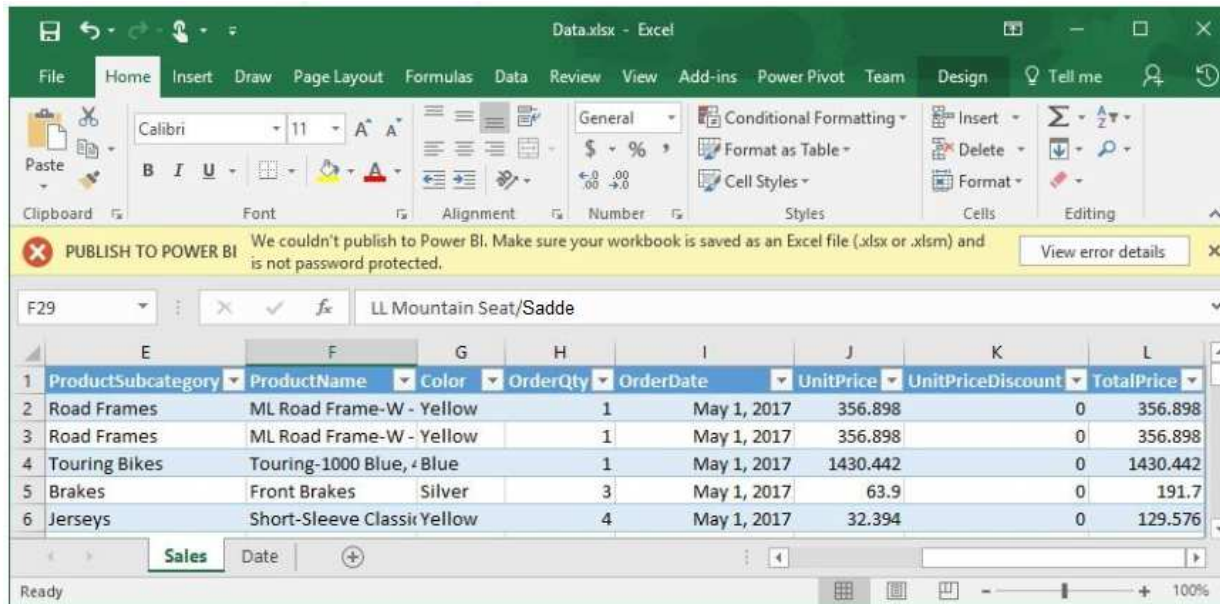 Data.xlsx - Excel
File Home Insert Draw Page Layout Formulas Data Review View Add-ins Power Pivot Team Design Tell me
Paste
Calibri 11 A A
B I U A
General
$ % ,
.00 .00 .0
Conditional Formatting
Format as Table
Cell Styles
Insert
Delete
Format
Clipboard Font Alignment Number Styles Cells Editing
PUBLISH TO POWER BI We couldn't publish to Power BI. Make sure your workbook is saved as an Excel file (.xlsx or .xlsm) and
is not password protected.
View error details
F29 fx LL Mountain Seat/Sadde
E F G H I J K L
1 ProductSubcategory ProductName Color OrderQty OrderDate UnitPrice UnitPriceDiscount TotalPrice
2 Road Frames ML Road Frame-W - Yellow 1 May 1, 2017 356.898 0 356.898
3 Road Frames ML Road Frame-W - Yellow 1 May 1, 2017 356.898 0 356.898
4 Touring Bikes Touring-1000 Blue, Blue 1 May 1, 2017 1430.442 0 1430.442
5 Brakes Front Brakes Silver 3 May 1, 2017 63.9 0 191.7
6 Jerseys Short-Sleeve Classic Yellow 4 May 1, 2017 32.394 0 129.576
Sales Date
Ready 100%